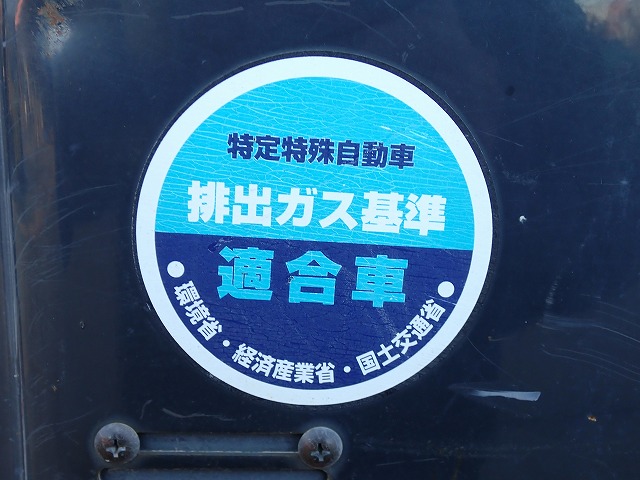 特定特殊自動車
排出ガス基準
適合車
●環境省・経済産業省・国土交通省●